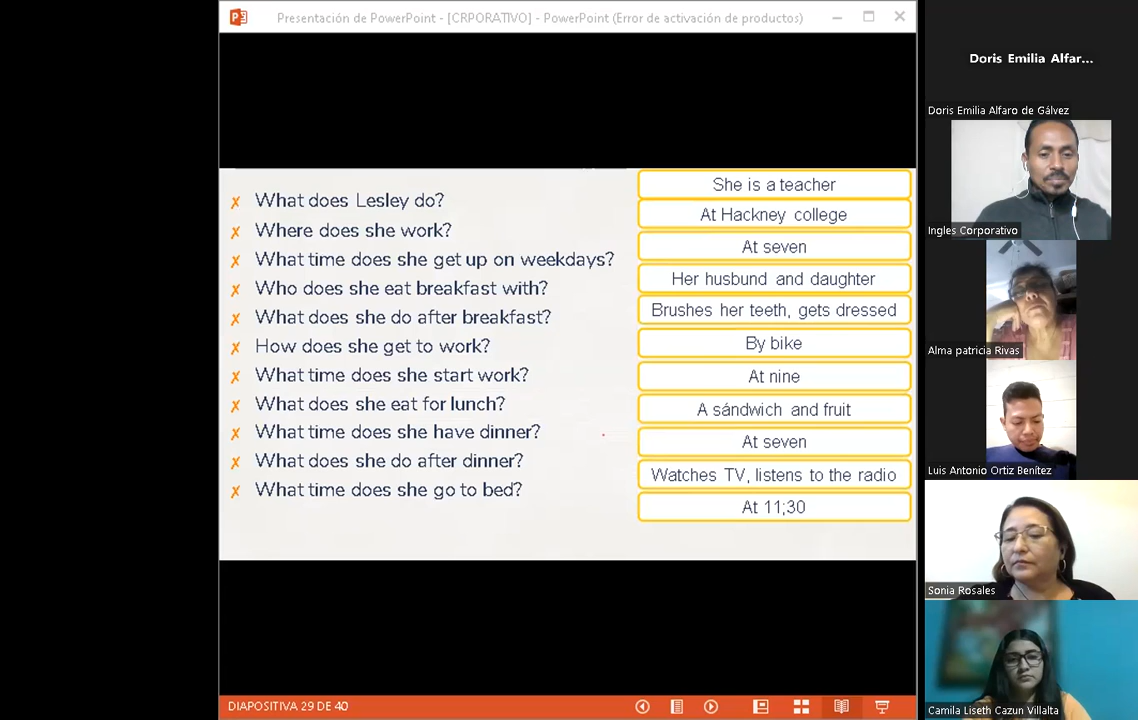 Presentación de PowerPoint - [CRPORATIVO] - PowerPoint (Error de activación de productos)
What does Lesley do?
She is a teacher
Where does she work?
At Hackney college
What time does she get up on weekdays?
At seven
Who does she eat breakfast with?
Her husbund and daughter
What does she do after breakfast?
Brushes her teeth, gets dressed
How does she get to work?
By bike
What time does she start work?
At nine
What does she eat for lunch?
A sándwich and fruit
What time does she have dinner?
At seven
What does she do after dinner?
Watches TV, listens to the radio
What time does she go to bed?
At 11;30
DIAPOSITIVA 29 DE 40
Doris Emilia Alfar...
Doris Emilia Alfaro de Gálvez
Ingles Corporativo
Alma patricia Rivas
Luis Antonio Ortiz Benítez
Sonia Rosales
Camila Liseth Cazun Villalta